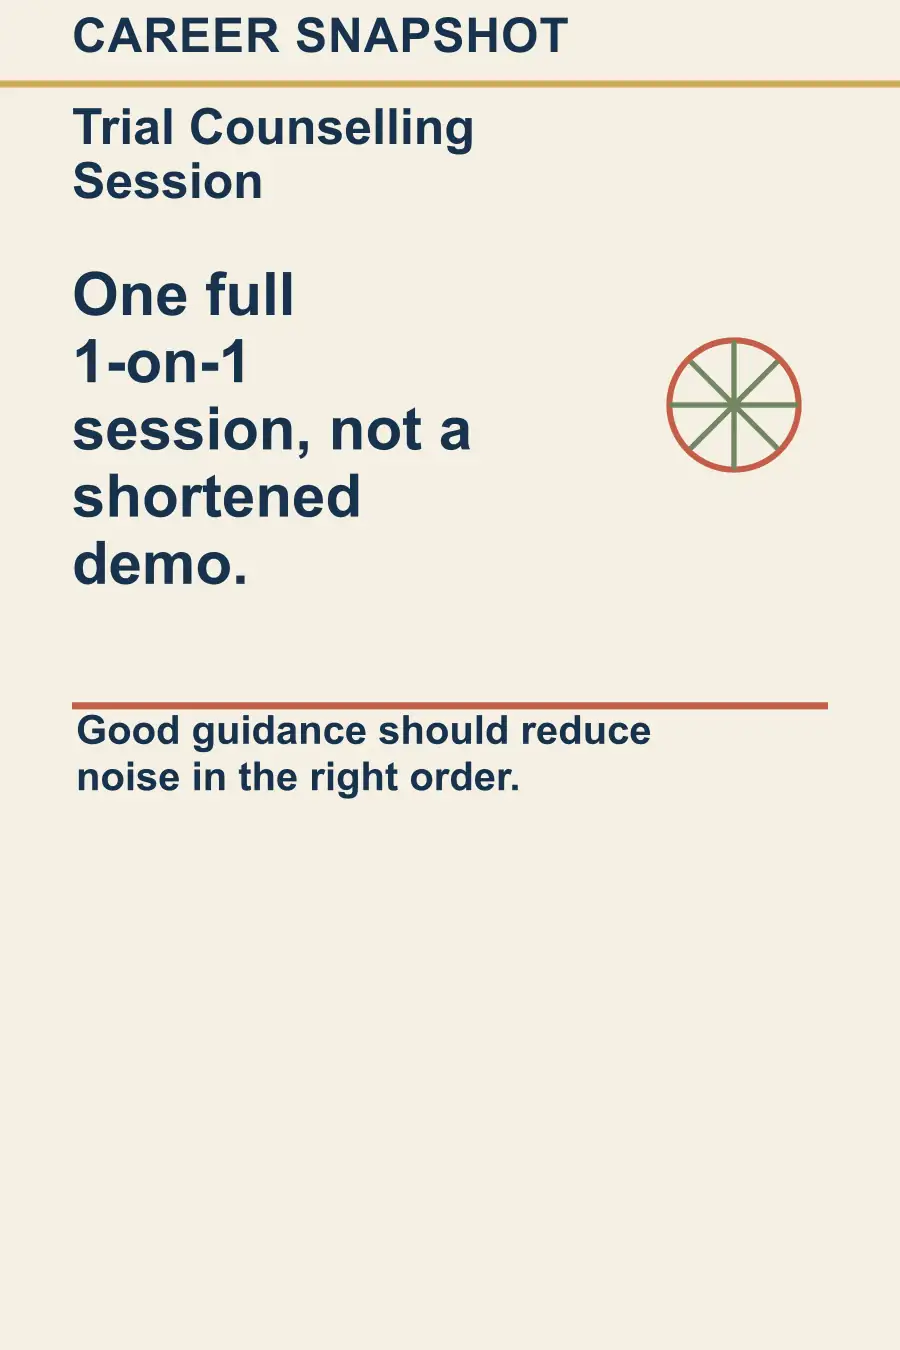 CAREER SNAPSHOT
Trial Counselling
Session
One full
1-on-1
session, not a
shortened
demo.
Good guidance should reduce
noise in the right order.